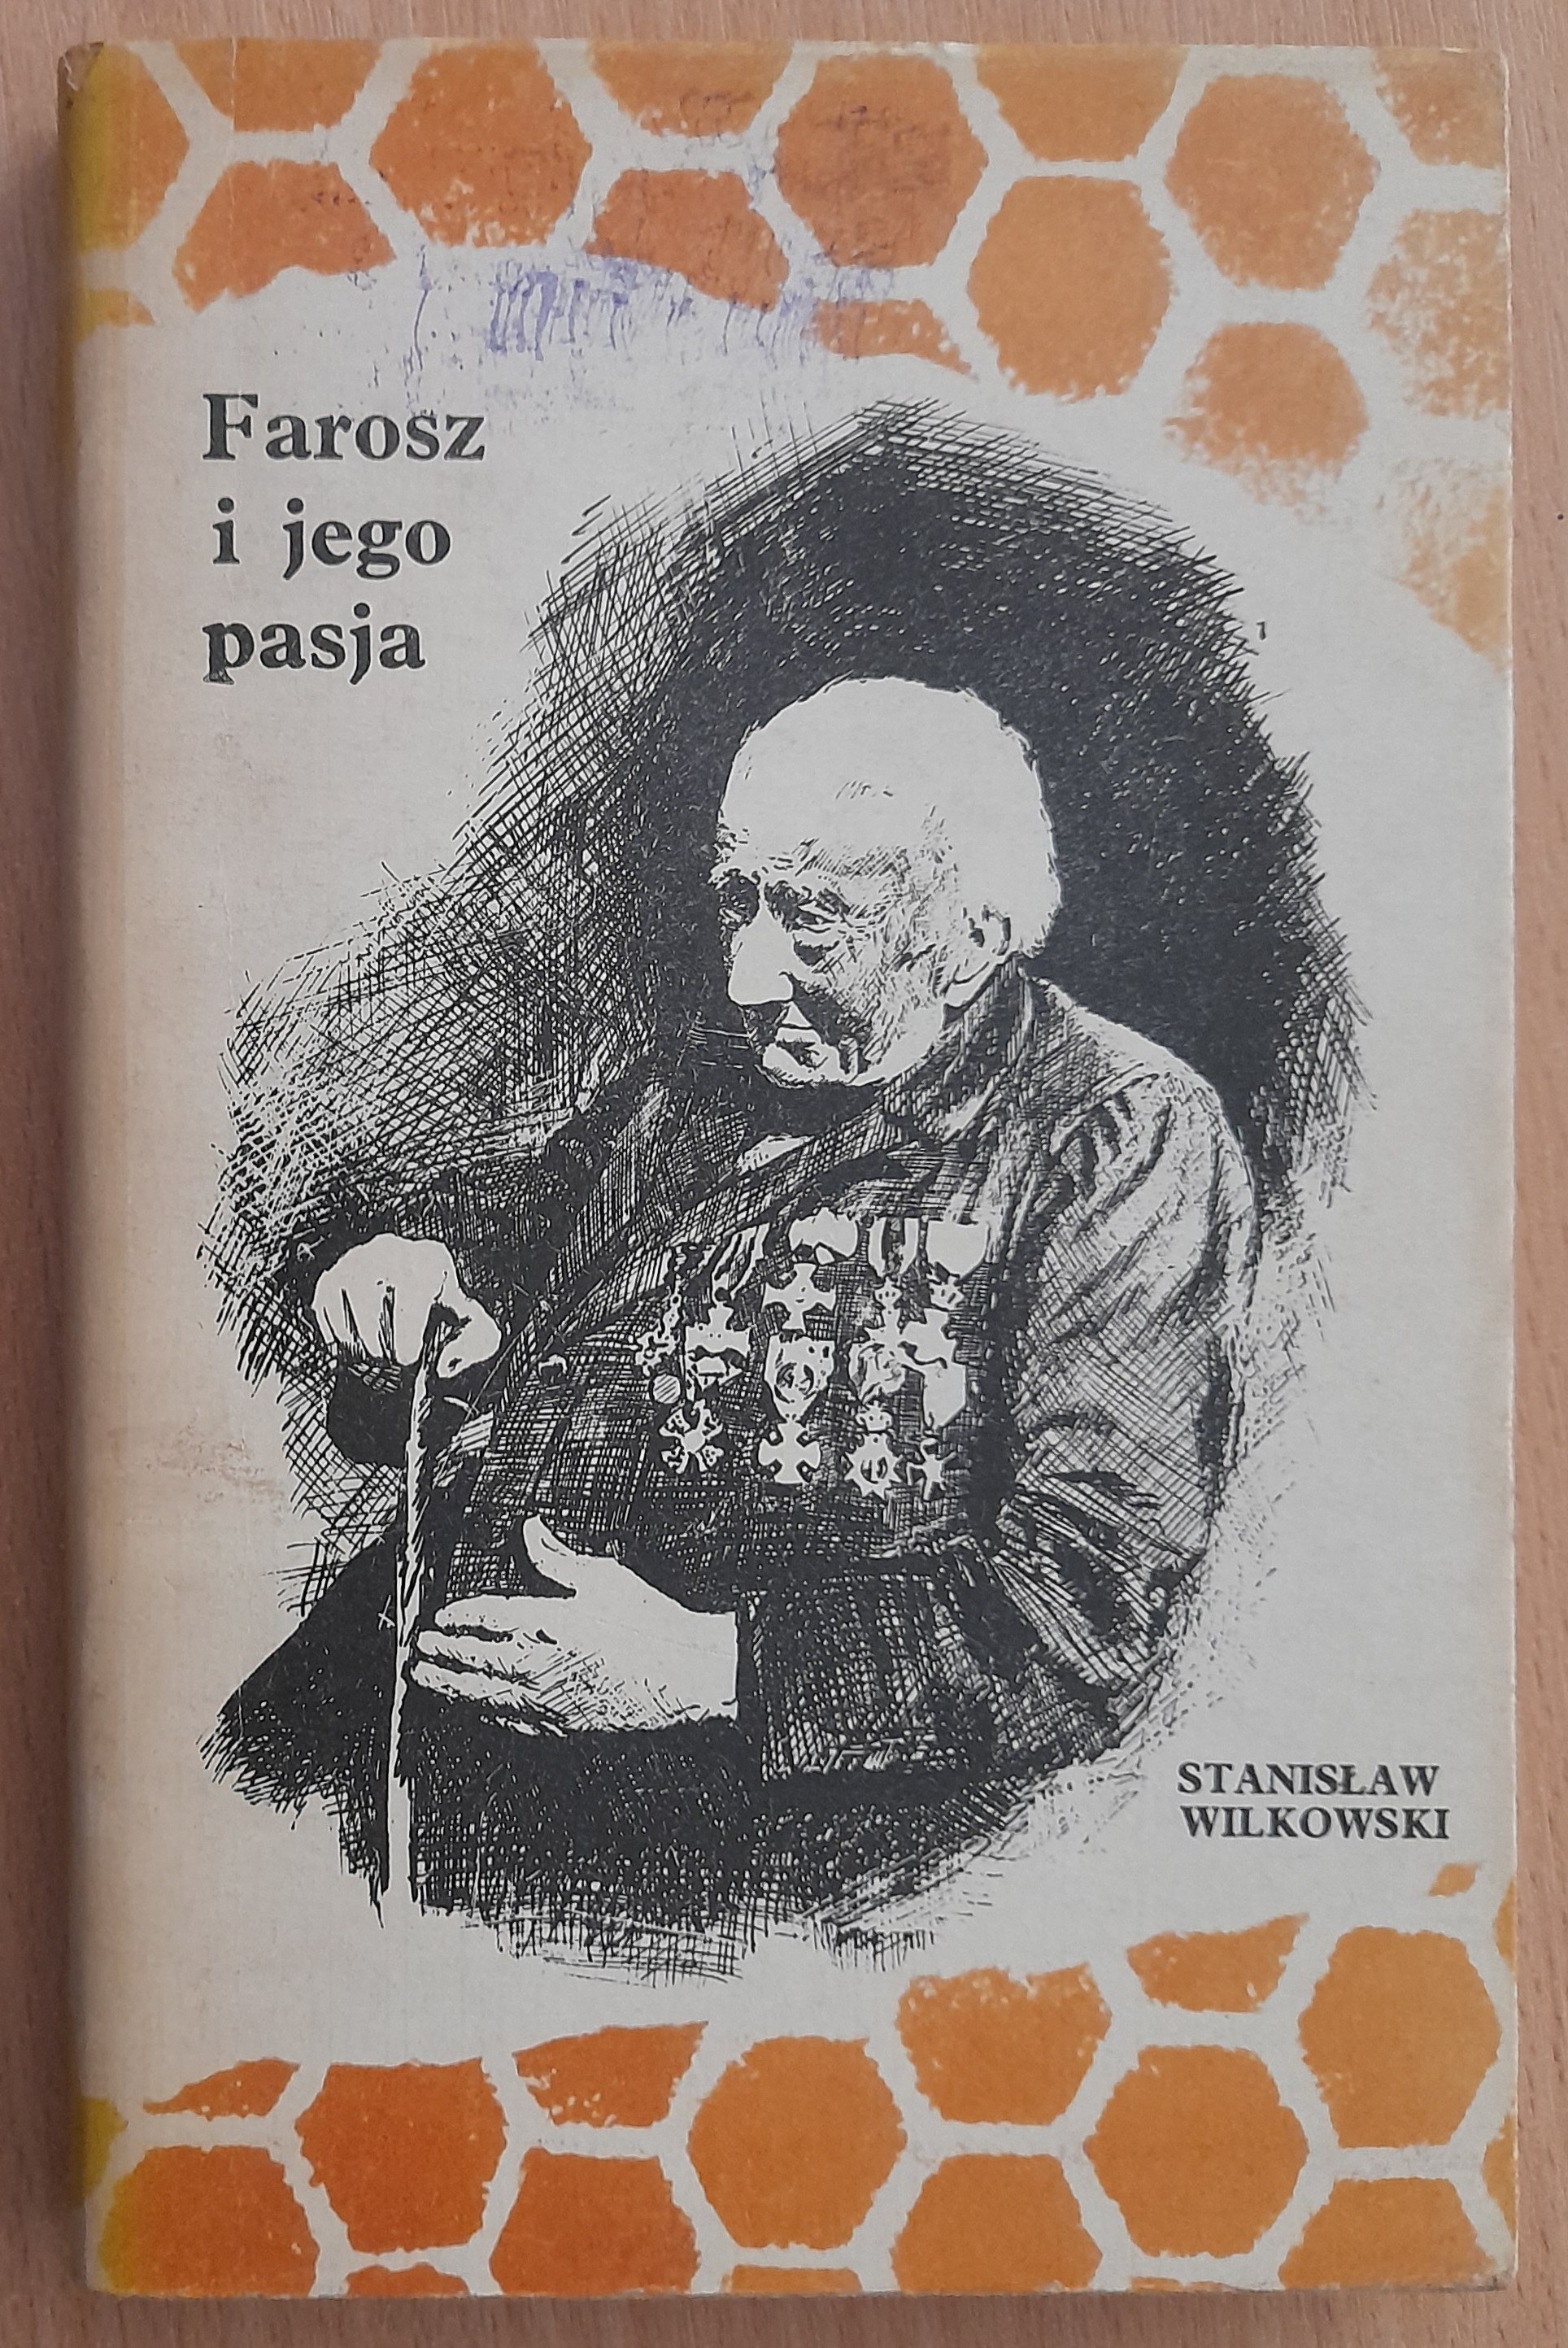 Farosz
i jego
pasja
STANISŁAW
WILKOWSKI